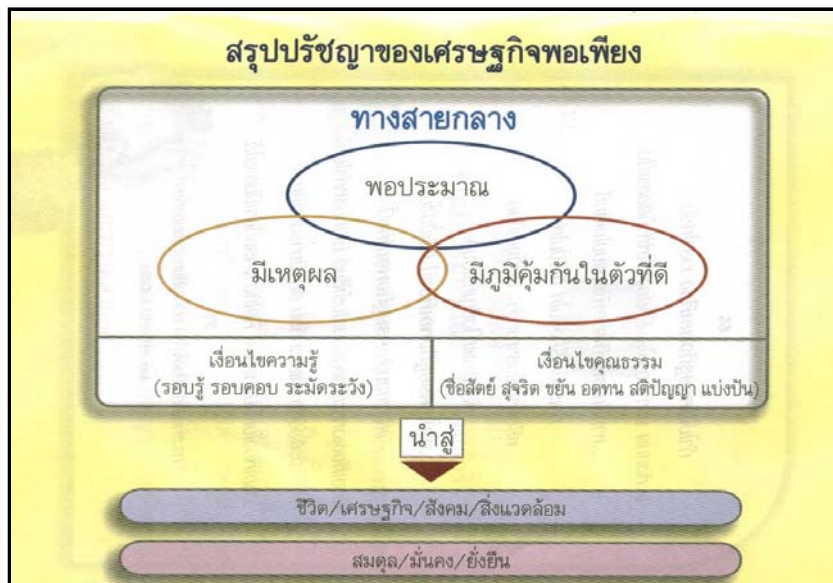 สรุปปรัชญาของเศรษฐกิจพอเพียง
ทางสายกลาง
พอประมาณ
มีเหตุผล
มีภูมิคุ้มกันในตัวที่ดี
เงื่อนไขความรู้
(รอบรู้ รอบคอบ ระมัดระวัง)
เงื่อนไขคุณธรรม
(ซื่อสัตย์ สุจริต ขยัน อดทน สติปัญญา แบ่งปัน)
นำสู่
ชีวิต/เศรษฐกิจ/สังคม/สิ่งแวดล้อม
สมดุล/มั่นคง/ยั่งยืน